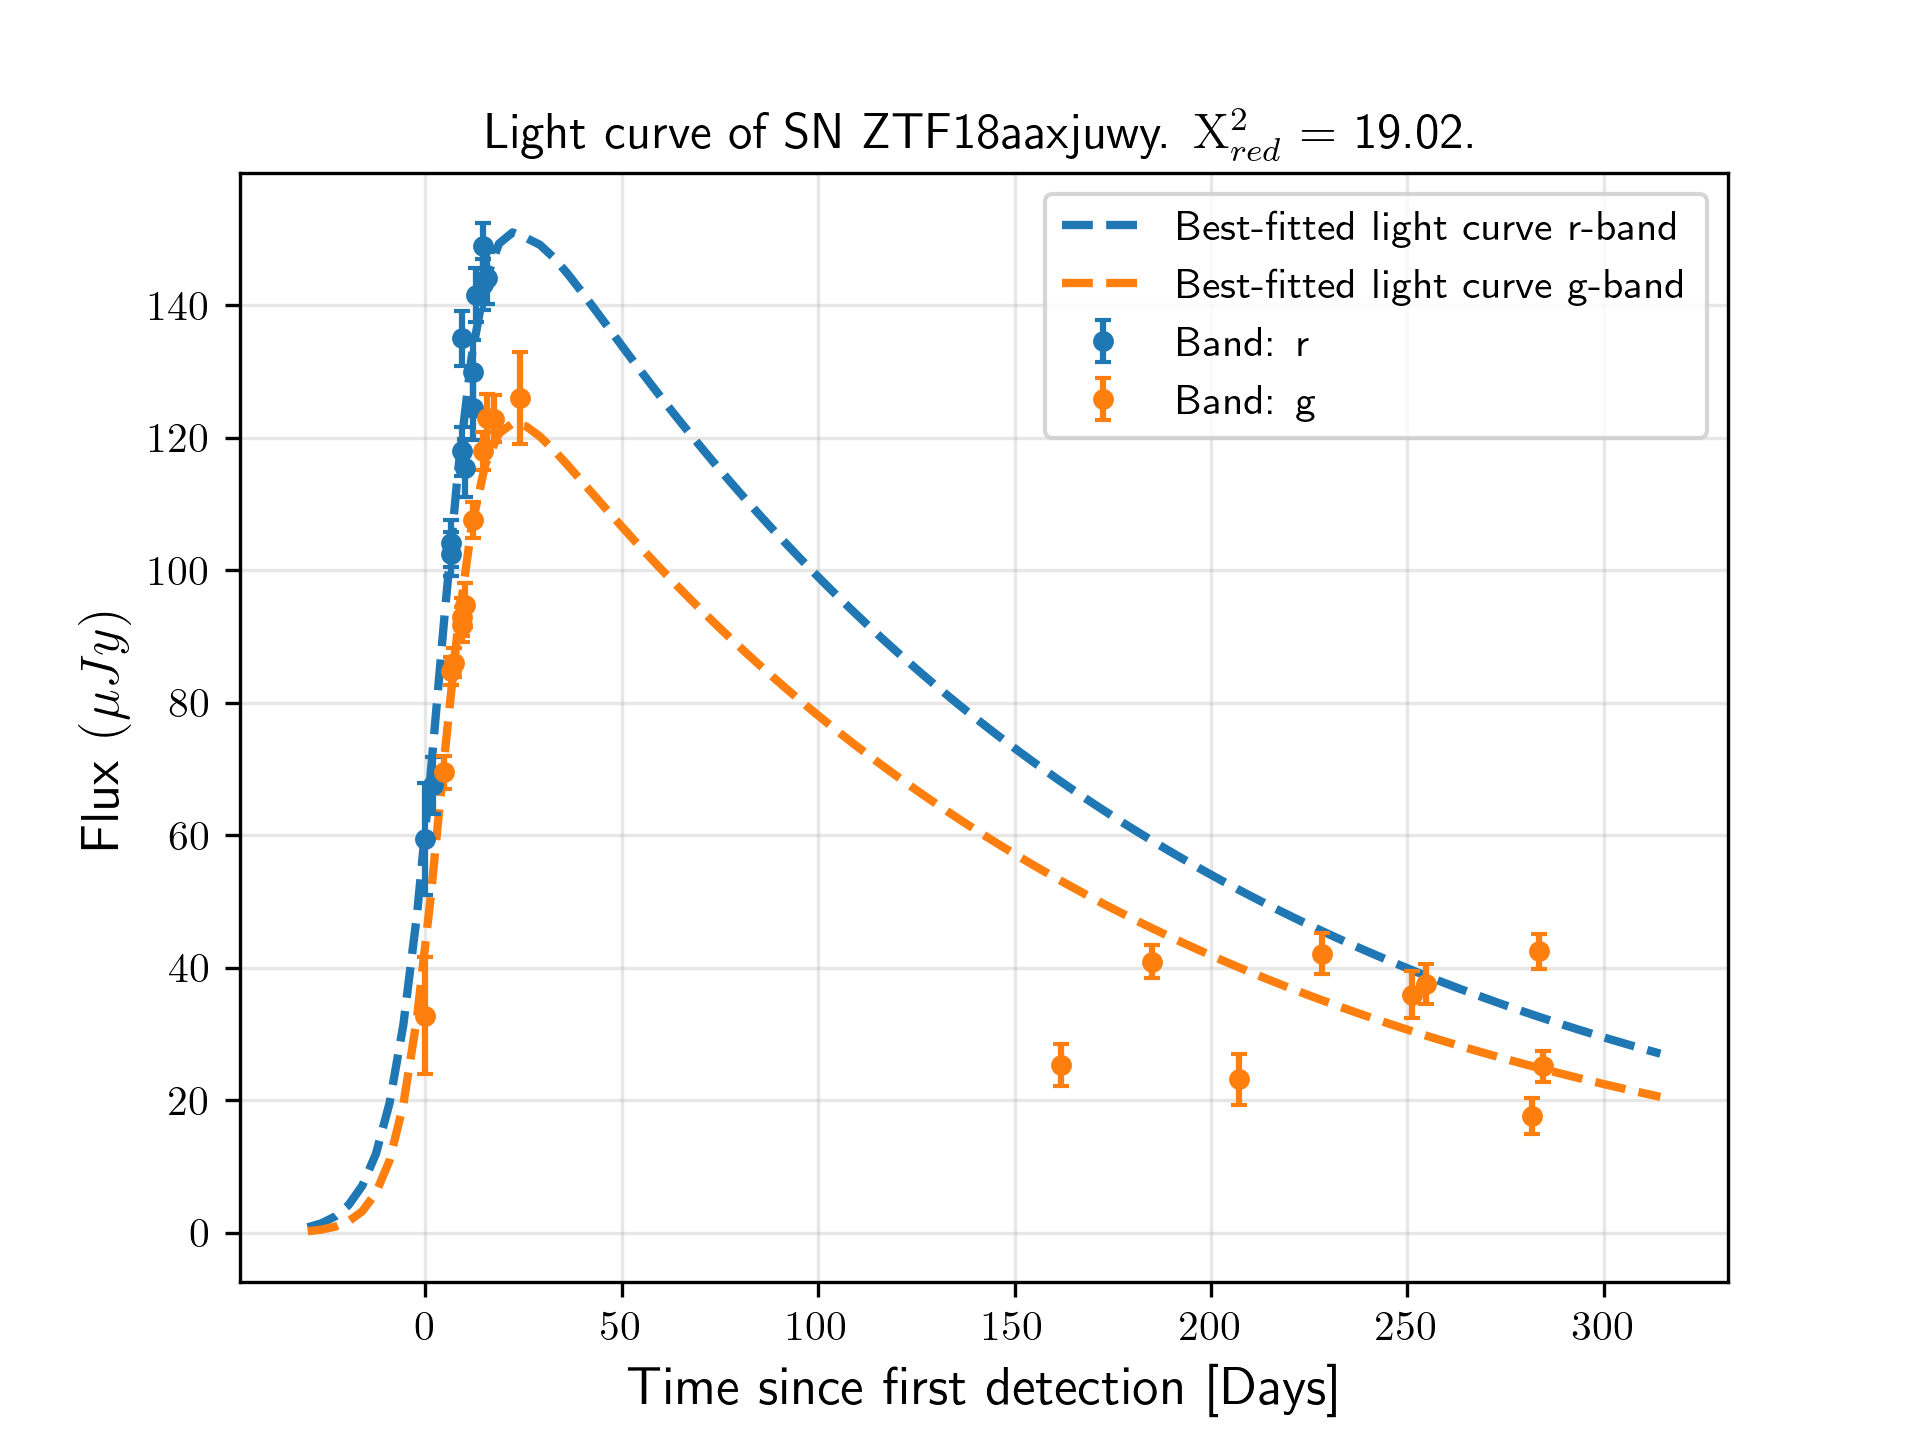 Light curve of SN ZTF18aaxjuwy. X²red = 19.02.
Best-fitted light curve r-band
Best-fitted light curve g-band
Band: r
Band: g
Flux (μJy)
140
120
100
80
60
40
20
0
0 50 100 150 200 250 300
Time since first detection [Days]